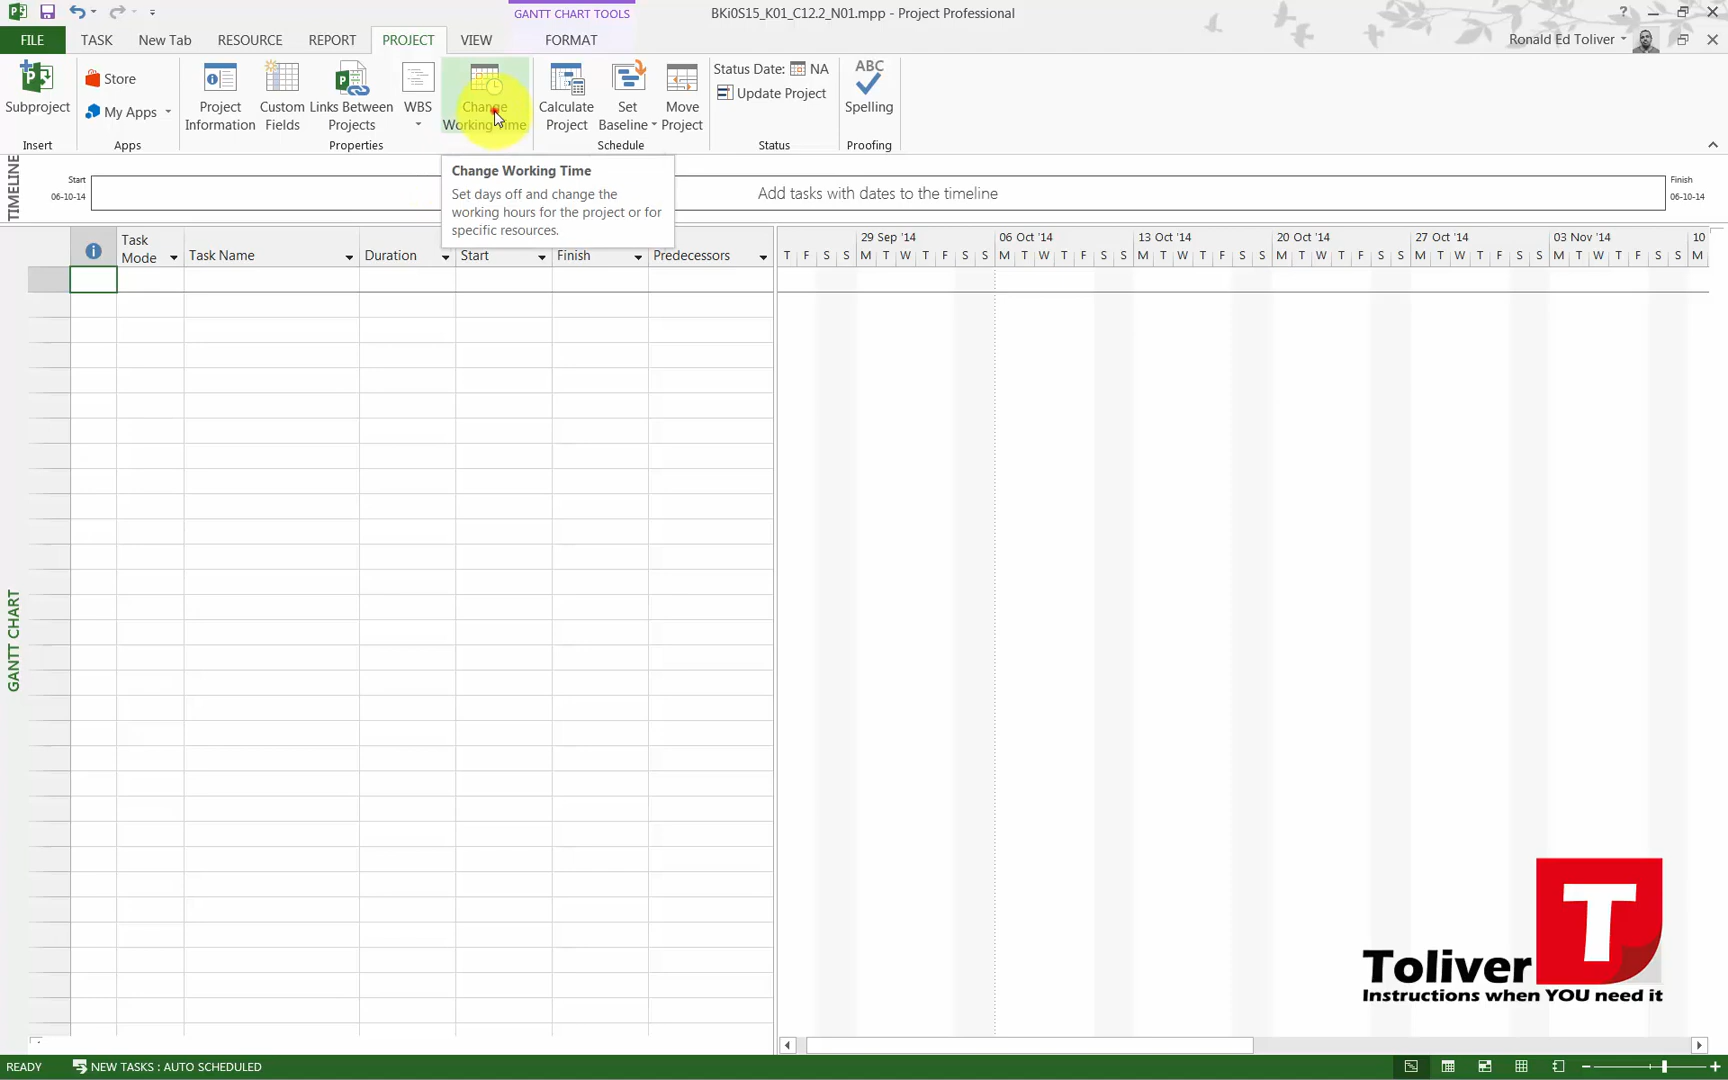 GANTT CHART TOOLS
BKi0S15_K01_C12.2_N01.mpp - Project Professional
FILE TASK New Tab RESOURCE REPORT PROJECT VIEW FORMAT
Ronald Ed Toliver
Subproject
Store
My Apps
Project Information
Custom Fields
Links Between Projects
WBS
Change Working Time
Calculate Project
Set Baseline
Move Project
Status Date: NA
Update Project
ABC
Spelling
Insert Apps Properties Schedule Status Proofing
Change Working Time
Set days off and change the
working hours for the project or for
specific resources.
TIMELINE
Start
06-10-14
Add tasks with dates to the timeline
Finish
06-10-14
Task Mode
Task Name
Duration
Start
Finish
Predecessors
29 Sep '14 06 Oct '14 13 Oct '14 20 Oct '14 27 Oct '14 03 Nov '14 10
T F S S M T W T F S S M T W T F S S M T W T F S S M T W T F S S M T W T F S S M T W T F S S M
GANTT CHART
T
Toliver
Instructions when YOU need it
READY
NEW TASKS : AUTO SCHEDULED